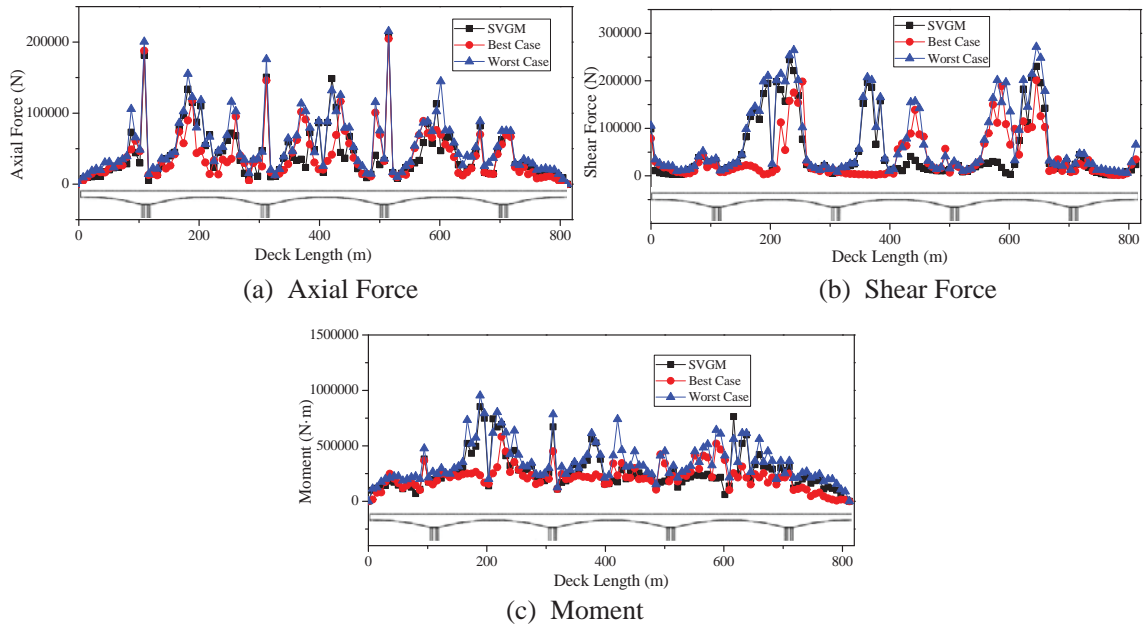 SVGM
Best Case
Worst Case
200000
150000
100000
50000
0
Axial Force (N)
0 200 400 600 800
Deck Length (m)
(a) Axial Force
SVGM
Best Case
Worst Case
300000
200000
100000
0
Shear Force (N)
0 200 400 600 800
Deck Length (m)
(b) Shear Force
SVGM
Best Case
Worst Case
1500000
1000000
500000
0
Moment (N·m)
0 200 400 600 800
Deck Length (m)
(c) Moment